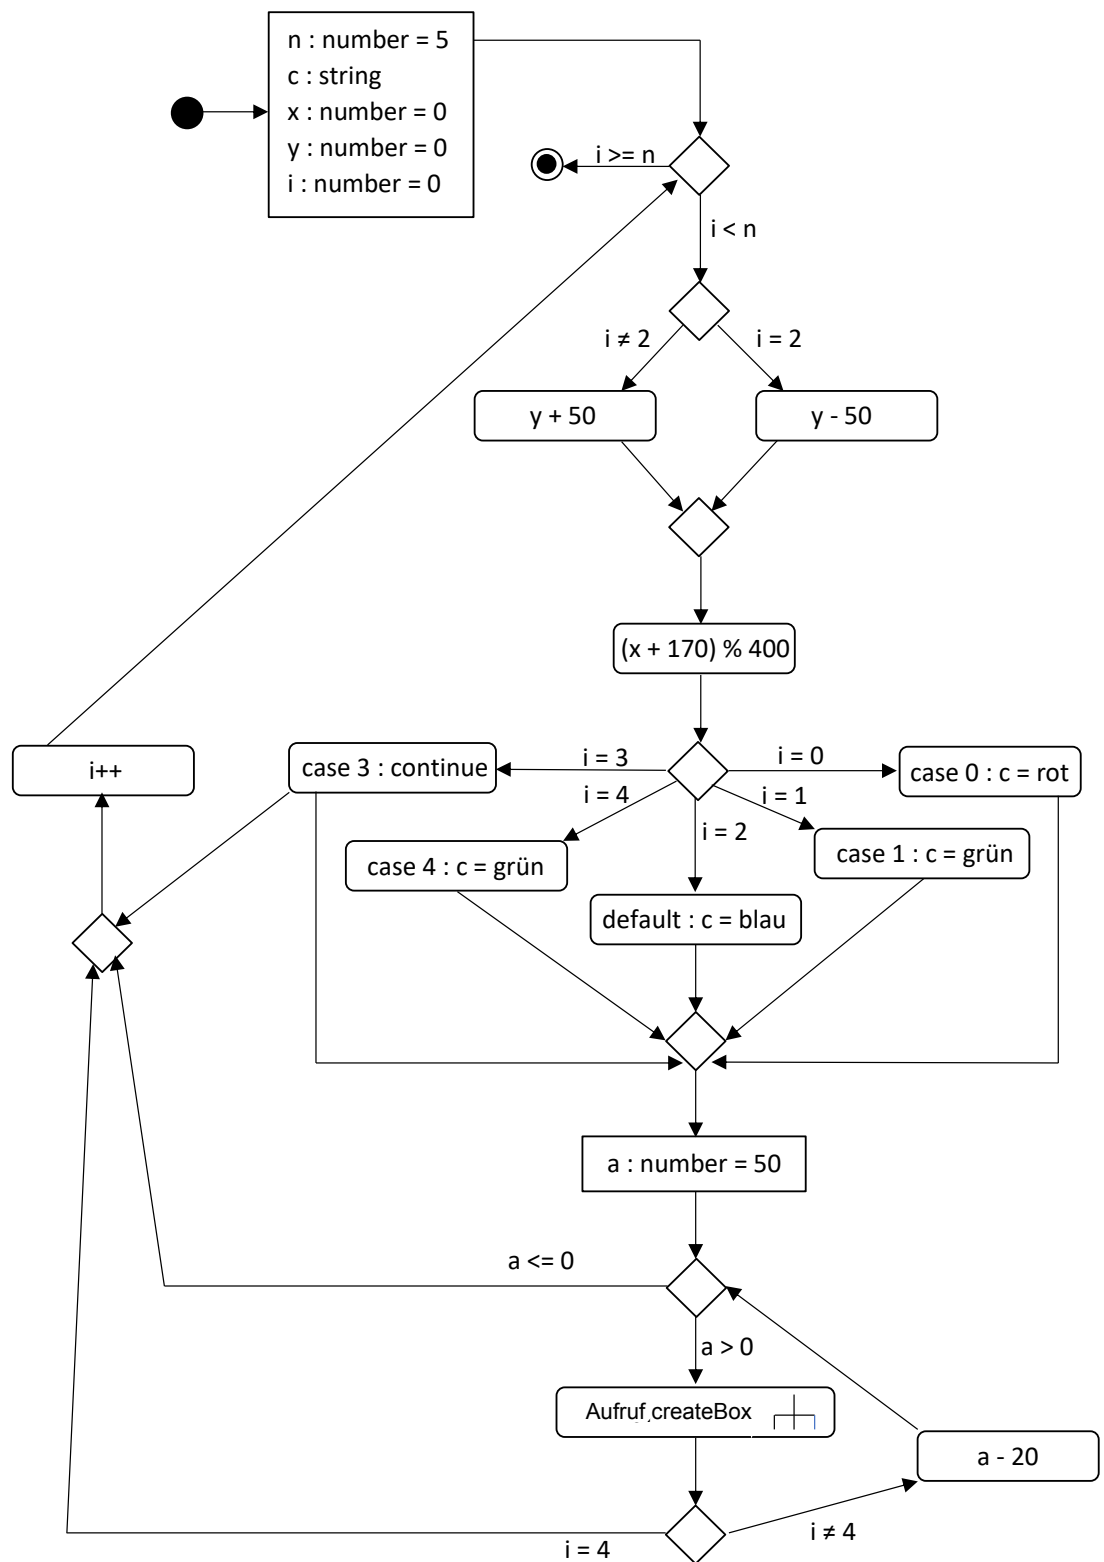 n : number = 5
c : string
x : number = 0
y : number = 0
i : number = 0
i >= n
i < n
i ≠ 2
i = 2
y + 50
y - 50
(x + 170) % 400
i++
case 3 : continue
i = 3
i = 0
case 0 : c = rot
i = 4
i = 1
i = 2
case 4 : c = grün
case 1 : c = grün
default : c = blau
a : number = 50
a <= 0
a > 0
Aufruf createBox
a - 20
i ≠ 4
i = 4